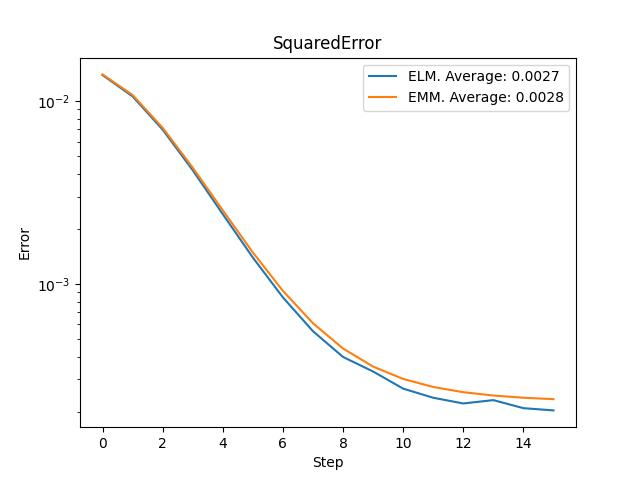 SquaredError
ELM. Average: 0.0027
EMM. Average: 0.0028
10⁻²
10⁻³
Error
0 2 4 6 8 10 12 14
Step